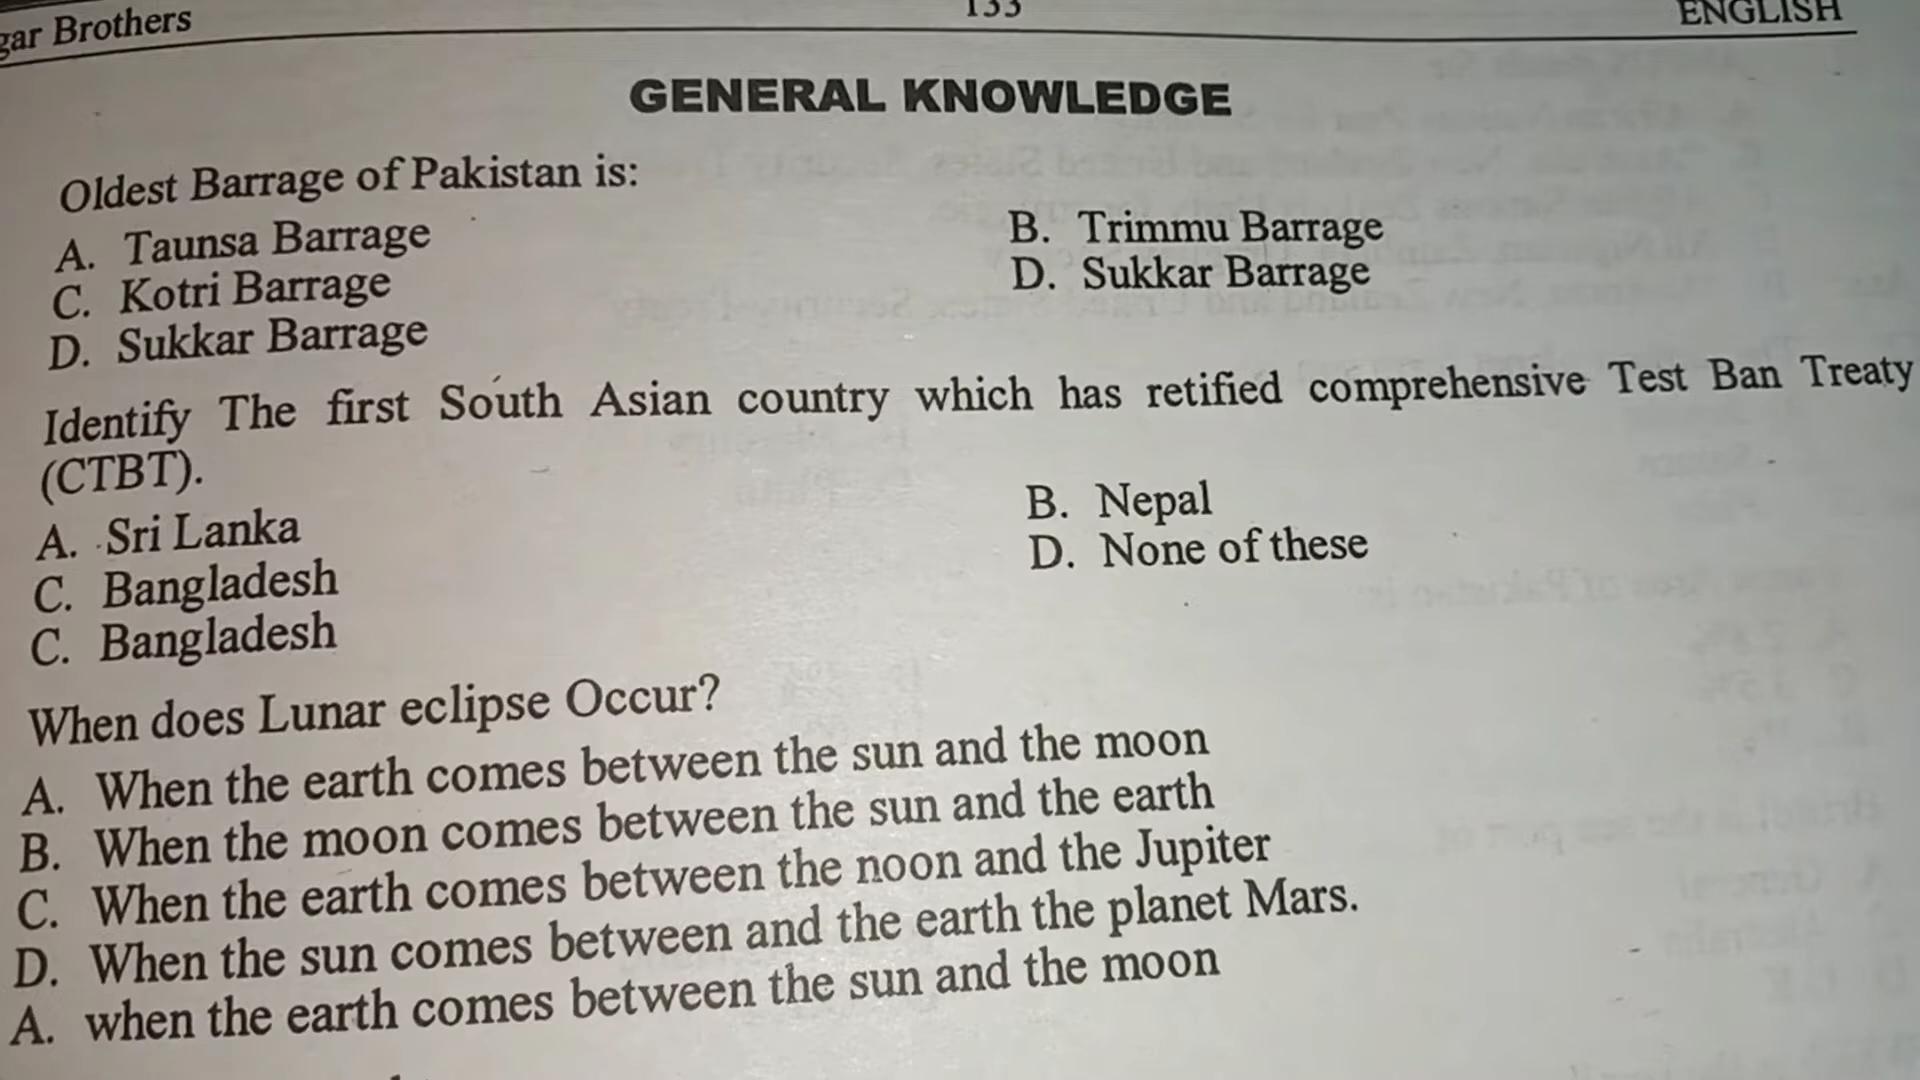 gar Brothers 133 ENGLISH
GENERAL KNOWLEDGE
Oldest Barrage of Pakistan is:
A. Taunsa Barrage B. Trimmu Barrage
C. Kotri Barrage D. Sukkar Barrage
D. Sukkar Barrage
Identify The first South Asian country which has retified comprehensive Test Ban Treaty
(CTBT).
A. Sri Lanka B. Nepal
C. Bangladesh D. None of these
C. Bangladesh
When does Lunar eclipse Occur?
A. When the earth comes between the sun and the moon
B. When the moon comes between the sun and the earth
C. When the earth comes between the noon and the Jupiter
D. When the sun comes between and the earth the planet Mars.
A. when the earth comes between the sun and the moon